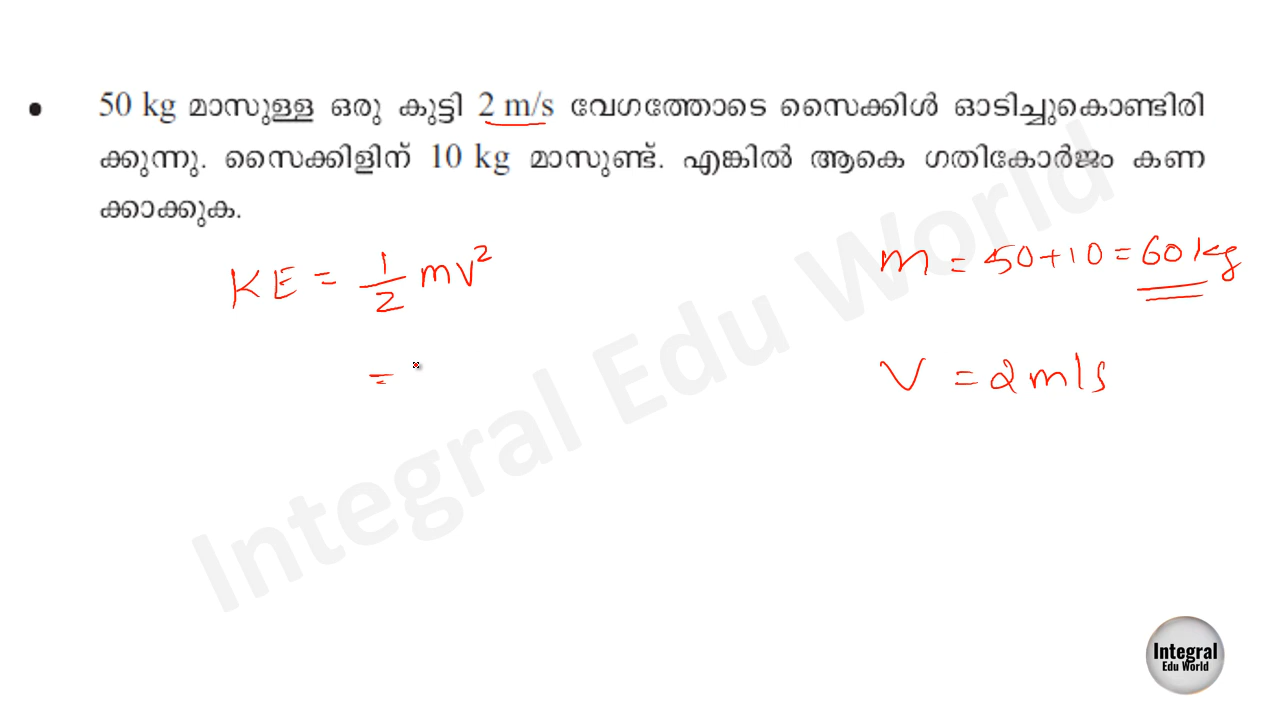 • 50 kg മാസുള്ള ഒരു കുട്ടി 2 m/s വേഗത്തോടെ സൈക്കിൾ ഓടിച്ചുകൊണ്ടിരി
ക്കുന്നു. സൈക്കിളിന് 10 kg മാസുണ്ട്. എങ്കിൽ ആകെ ഗതികോർജം കണ
ക്കാക്കുക.
KE = 1/2 mv²
m = 50+10 = 60 kg
=
V = 2 m/s
Integral Edu World
Integral
Edu World